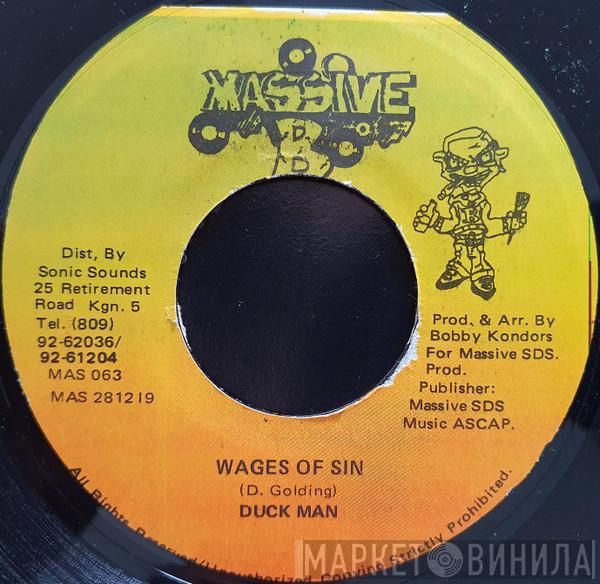 MASSIVE
B
Dist, By
Sonic Sounds
25 Retirement
Road Kgn. 5
Tel. (809)
92-62036/
92-61204
MAS 063
MAS 281219
Prod. & Arr. By
Bobby Kondors
For Massive SDS.
Prod.
Publisher:
Massive SDS
Music ASCAP.
WAGES OF SIN
(D. Golding)
DUCK MAN
All Rights Reserved/Unauthorized Copying Strictly Prohibited.
МАРКЕТ ВИНИЛА